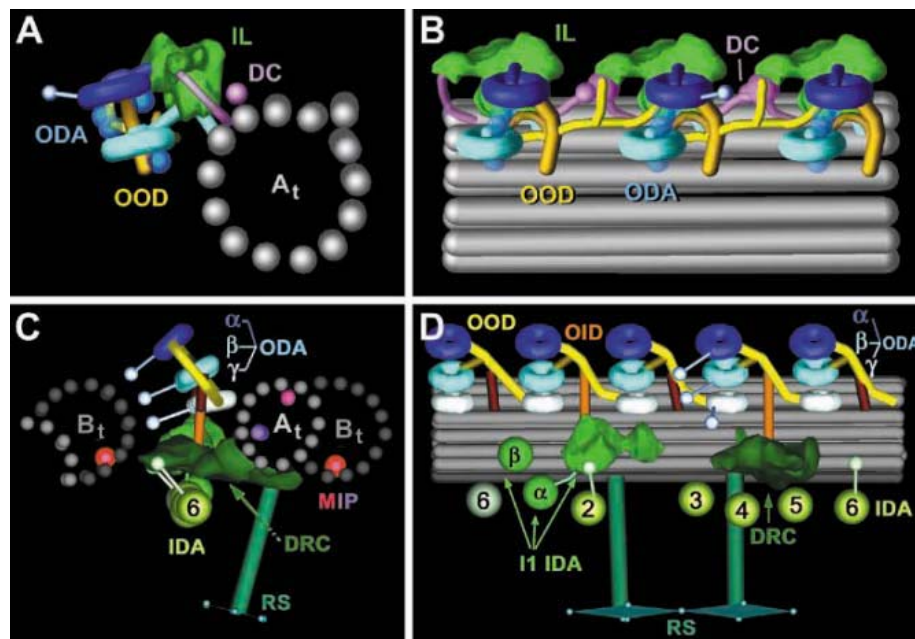 A
IL
DC
ODA
OOD
At
B
IL
DC
OOD
ODA
C
α
β ODA
γ
Bt
At
Bt
6
MIP
IDA
DRC
RS
D
OOD
OID
α
β ODA
γ
β
6
α
2
3
4
5
6
IDA
DRC
I1 IDA
RS